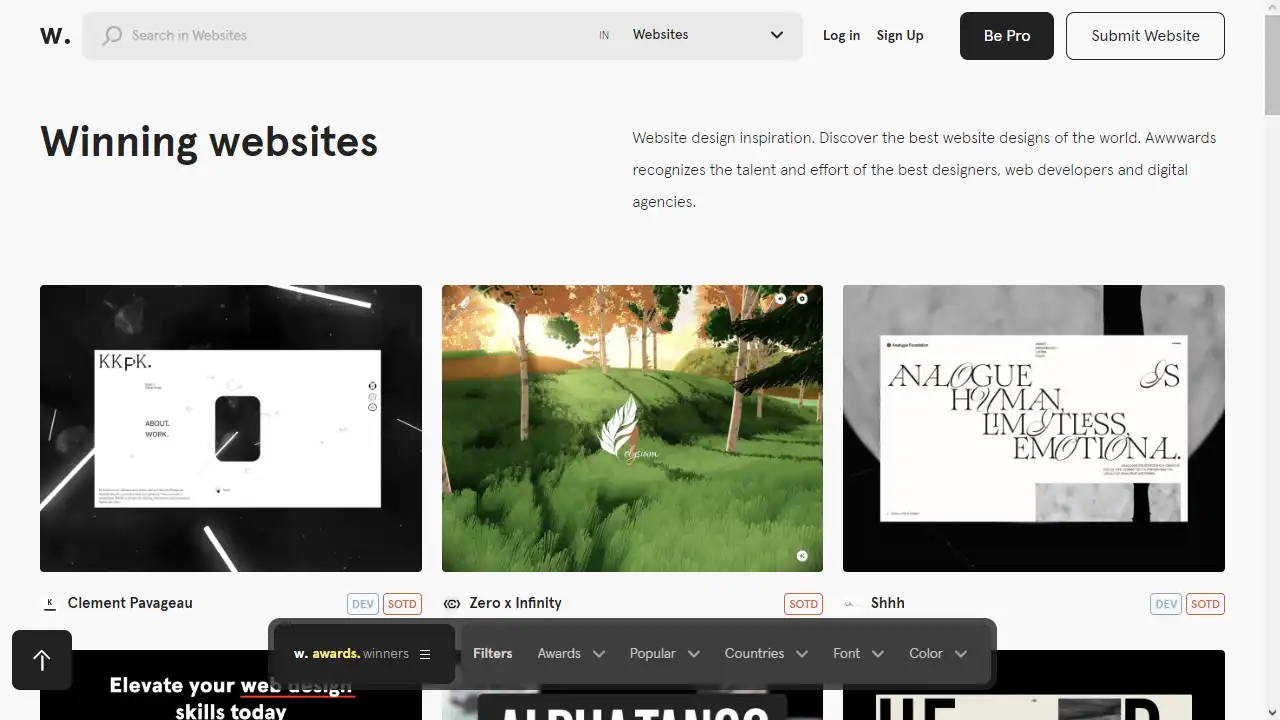 w.
Search in Websites
IN
Websites
Log in
Sign Up
Be Pro
Submit Website
Winning websites
Website design inspiration. Discover the best website designs of the world. Awwwards
recognizes the talent and effort of the best designers, web developers and digital
agencies.
KKPK.
ABOUT.
WORK.
elysium
Analogue Foundation
ANALOGUE IS
HUMAN,
LIMITLESS,
EMOTIONAL.
K
Clement Pavageau
DEV
SOTD
Zero x Infinity
SOTD
Shhh
DEV
SOTD
w. awards. winners
Filters
Awards
Popular
Countries
Font
Color
Elevate your web design
skills today
ALPHATANGO